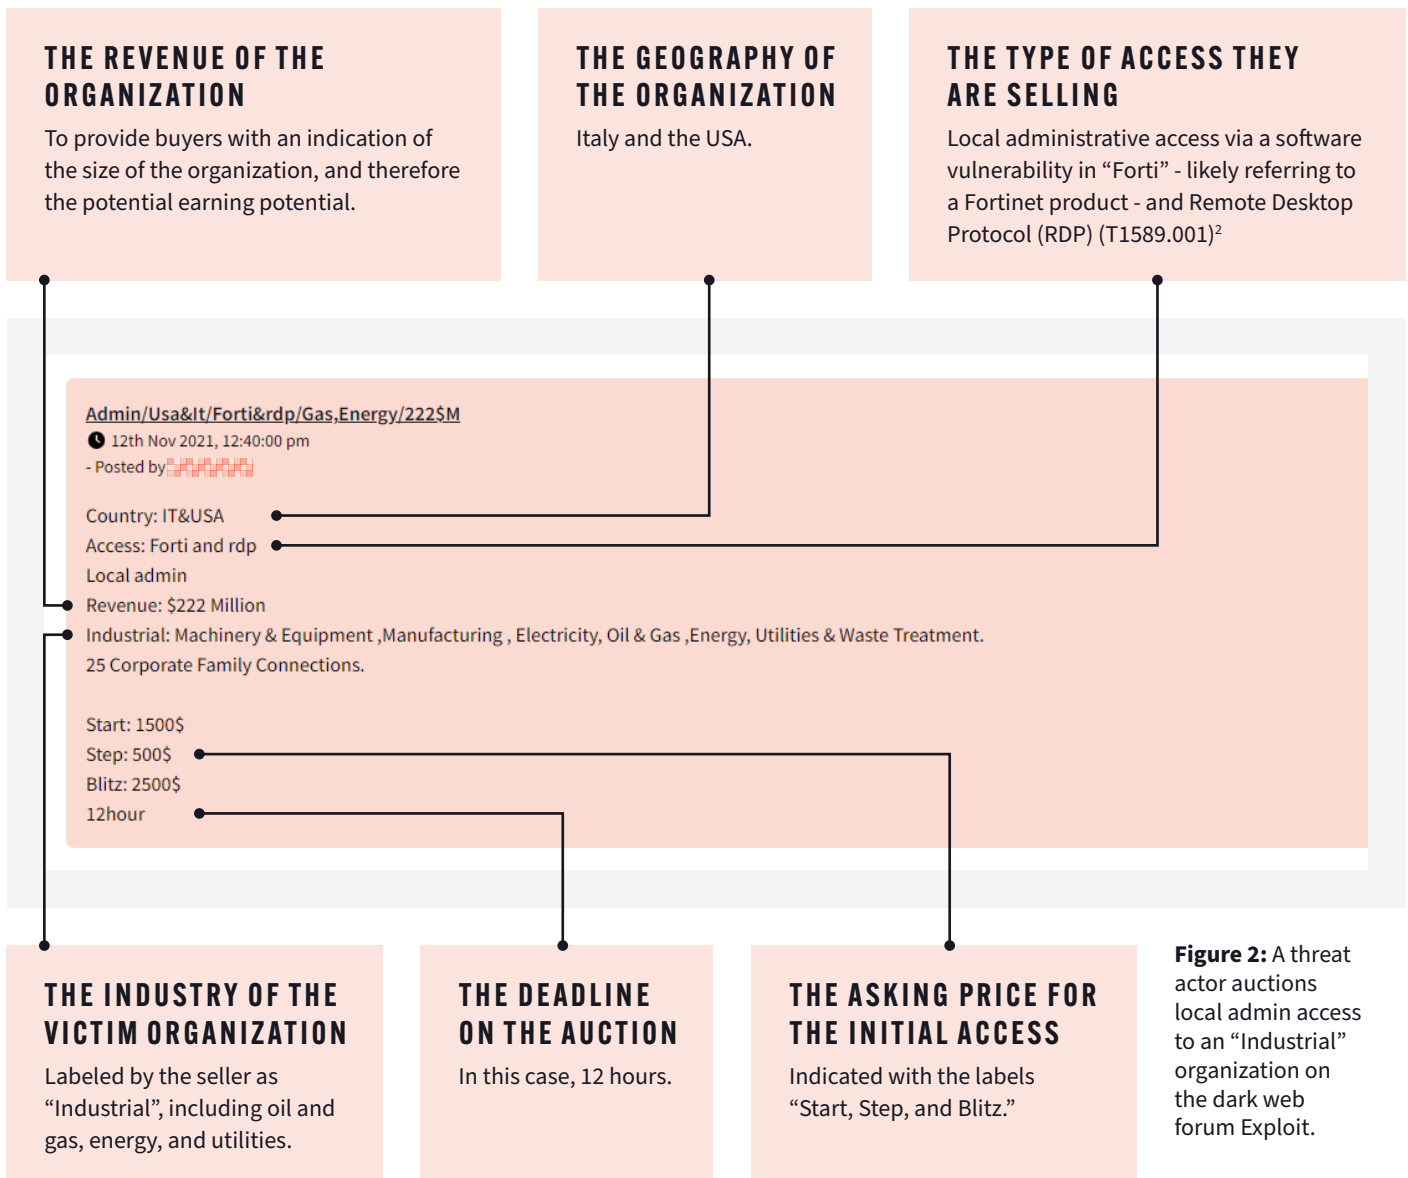 THE REVENUE OF THE
ORGANIZATION
To provide buyers with an indication of
the size of the organization, and therefore
the potential earning potential.
THE GEOGRAPHY OF
THE ORGANIZATION
Italy and the USA.
THE TYPE OF ACCESS THEY
ARE SELLING
Local administrative access via a software
vulnerability in “Forti” - likely referring to
a Fortinet product - and Remote Desktop
Protocol (RDP) (T1589.001)²
Admin/Usa&It/Forti&rdp/Gas,Energy/222$M
12th Nov 2021, 12:40:00 pm
- Posted by
Country: IT&USA
Access: Forti and rdp
Local admin
Revenue: $222 Million
Industrial: Machinery & Equipment ,Manufacturing , Electricity, Oil & Gas ,Energy, Utilities & Waste Treatment.
25 Corporate Family Connections.
Start: 1500$
Step: 500$
Blitz: 2500$
12hour
THE INDUSTRY OF THE
VICTIM ORGANIZATION
Labeled by the seller as
“Industrial”, including oil and
gas, energy, and utilities.
THE DEADLINE
ON THE AUCTION
In this case, 12 hours.
THE ASKING PRICE FOR
THE INITIAL ACCESS
Indicated with the labels
“Start, Step, and Blitz.”
Figure 2: A threat
actor auctions
local admin access
to an “Industrial”
organization on
the dark web
forum Exploit.